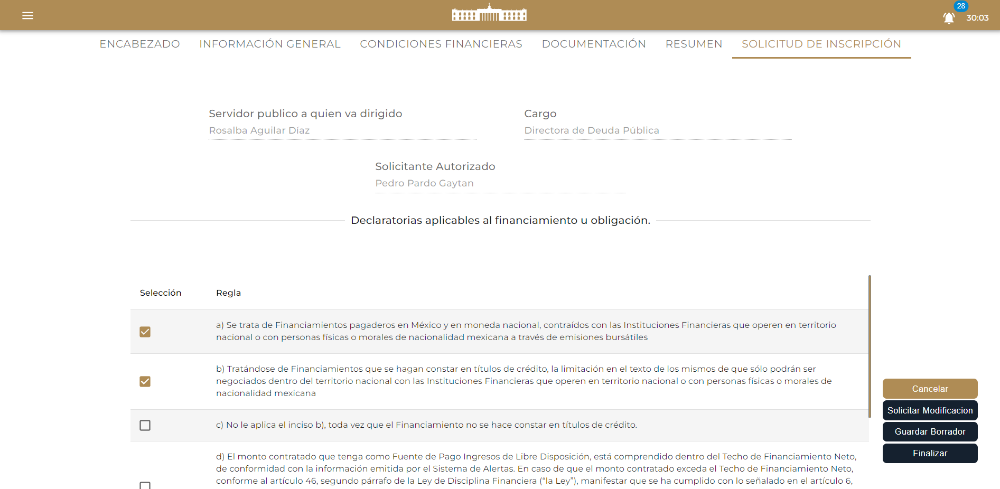 28
30:03
ENCABEZADO INFORMACIÓN GENERAL CONDICIONES FINANCIERAS DOCUMENTACIÓN RESUMEN SOLICITUD DE INSCRIPCIÓN
Servidor publico a quien va dirigido
Rosalba Aguilar Díaz
Cargo
Directora de Deuda Pública
Solicitante Autorizado
Pedro Pardo Gaytan
Declaratorias aplicables al financiamiento u obligación.
Selección Regla
a) Se trata de Financiamientos pagaderos en México y en moneda nacional, contraídos con las Instituciones Financieras que operen en territorio
nacional o con personas físicas o morales de nacionalidad mexicana a través de emisiones bursátiles
b) Tratándose de Financiamientos que se hagan constar en títulos de crédito, la limitación en el texto de los mismos de que sólo podrán ser
negociados dentro del territorio nacional con las Instituciones Financieras que operen en territorio nacional o con personas físicas o morales de
nacionalidad mexicana
c) No le aplica el inciso b), toda vez que el Financiamiento no se hace constar en títulos de crédito.
d) El monto contratado que tenga como Fuente de Pago Ingresos de Libre Disposición, está comprendido dentro del Techo de Financiamiento Neto,
de conformidad con la información emitida por el Sistema de Alertas. En caso de que el monto contratado exceda el Techo de Financiamiento Neto,
conforme al artículo 46, segundo párrafo de la Ley de Disciplina Financiera (“la Ley”), manifestar que se ha cumplido con lo señalado en el artículo 6,
Cancelar
Solicitar Modificacion
Guardar Borrador
Finalizar